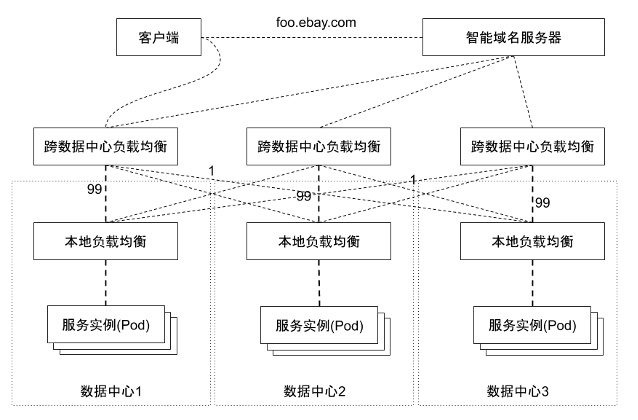 foo.ebay.com
客户端
智能域名服务器
跨数据中心负载均衡
跨数据中心负载均衡
跨数据中心负载均衡
99
1
99
1
99
本地负载均衡
本地负载均衡
本地负载均衡
服务实例(Pod)
服务实例(Pod)
服务实例(Pod)
数据中心1
数据中心2
数据中心3